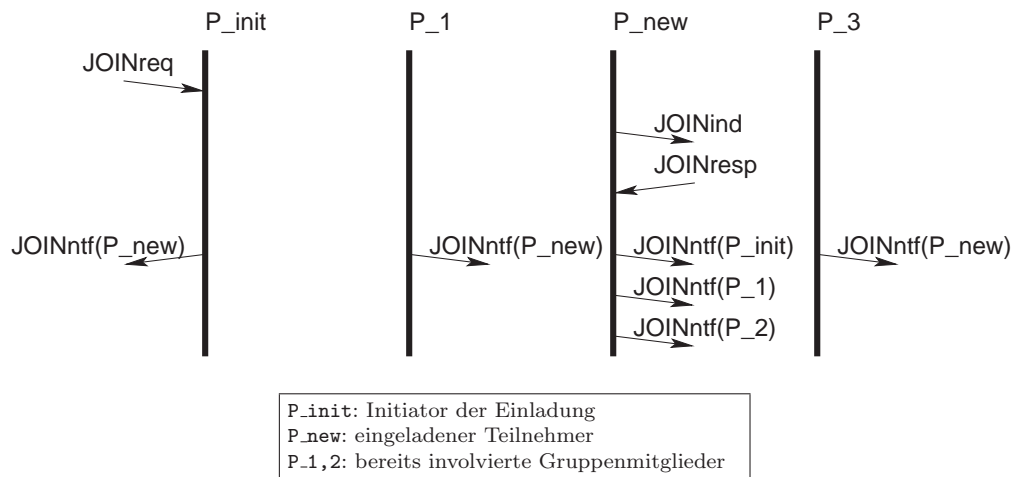 P_init P_1 P_new P_3
JOINreq
JOINind
JOINresp
JOINntf(P_new) JOINntf(P_new) JOINntf(P_init) JOINntf(P_new)
JOINntf(P_1)
JOINntf(P_2)
P_init: Initiator der Einladung
P_new: eingeladener Teilnehmer
P_1,2: bereits involvierte Gruppenmitglieder